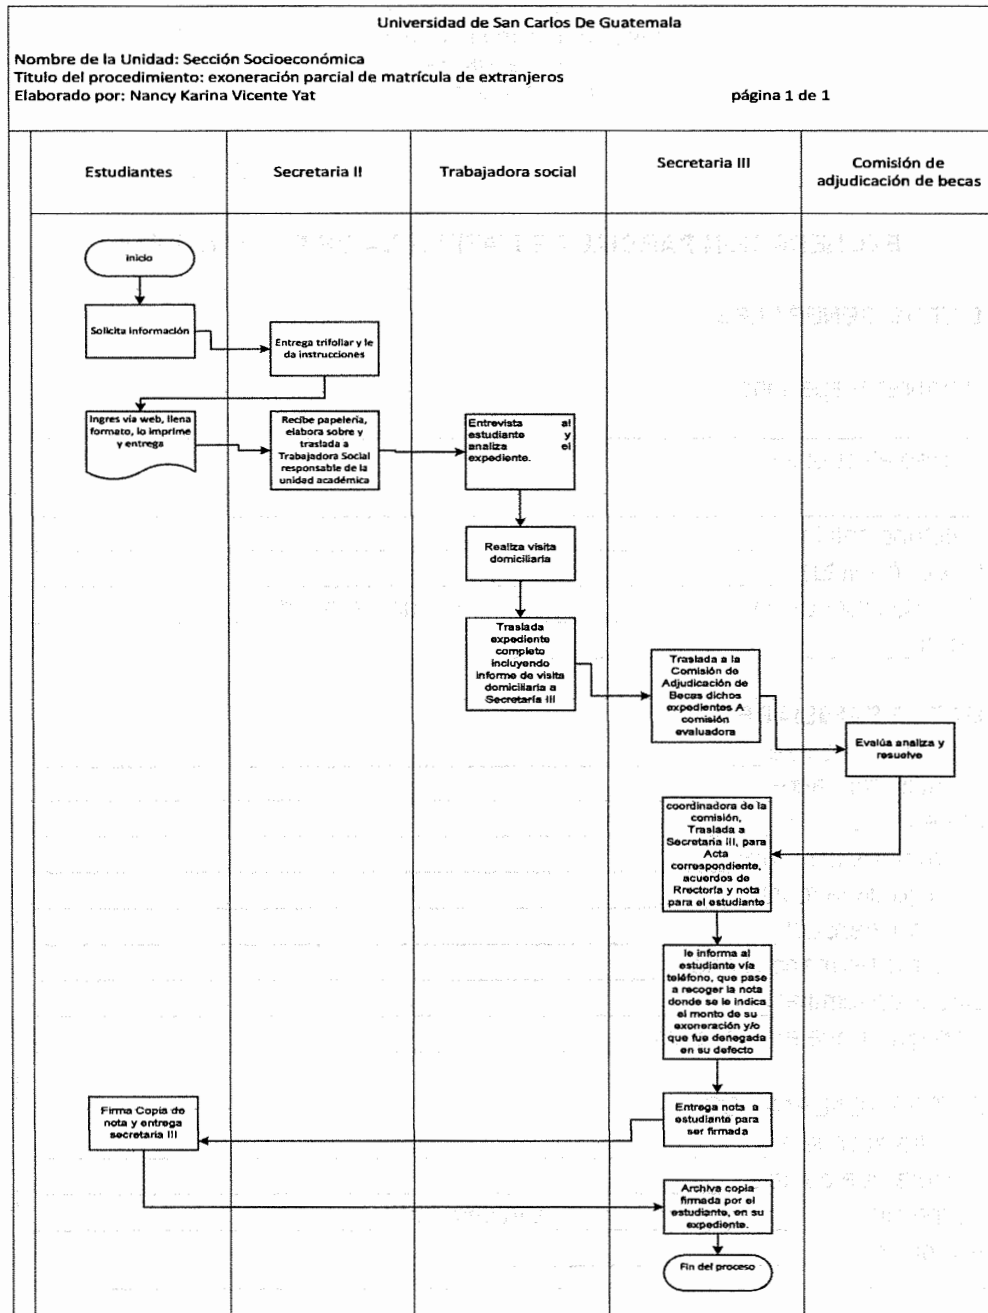 Universidad de San Carlos De Guatemala
Nombre de la Unidad: Sección Socioeconómica
Titulo del procedimiento: exoneración parcial de matrícula de extranjeros
Elaborado por: Nancy Karina Vicente Yat
página 1 de 1
Estudiantes
Secretaria II
Trabajadora social
Secretaria III
Comisión de
adjudicación de becas
inicio
Solicita información
Entrega trifoliar y le
da instrucciones
Ingres vía web, llena
formato, lo imprime
y entrega
Recibe papelería,
elabora sobre y
traslada a
Trabajadora Social
responsable de la
unidad académica
Entrevista al
estudiante y
analiza el
expediente.
Realiza visita
domiciliaria
Traslada
expediente
completo
incluyendo
informe de visita
domiciliaria a
Secretaría III
Traslada a la
Comisión de
Adjudicación de
Becas dichos
expedientes A
comisión
evaluadora
Evalúa analiza y
resuelve
coordinadora de la
comisión,
Traslada a
Secretaria III, para
Acta
correspondiente,
acuerdos de
Rrectoría y nota
para el estudiante
le informa al
estudiante vía
teléfono, que pase
a recoger la nota
donde se le indica
el monto de su
exoneración y/o
que fue denegada
en su defecto
Entrega nota a
estudiante para
ser firmada
Firma Copia de
nota y entrega
secretaria III
Archiva copia
firmada por el
estudiante, en su
expediente.
Fin del proceso